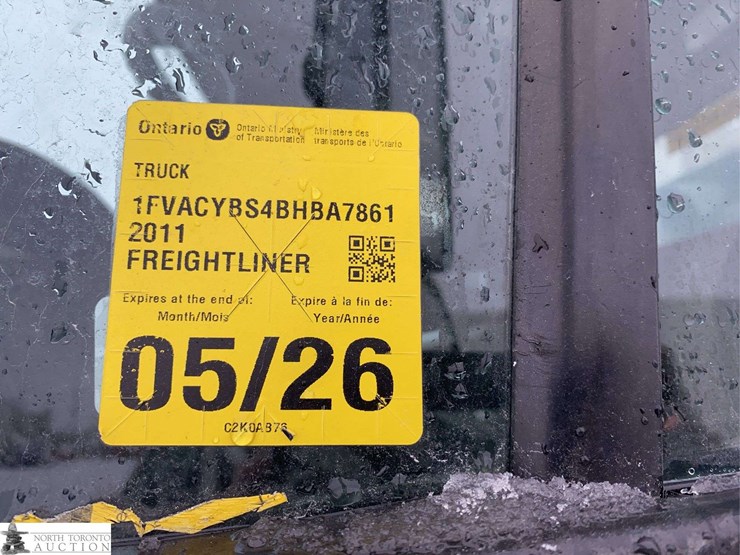 Ontario Ontario Ministry Ministère des
of Transportation transports de l'Ontario
TRUCK
1FVACYBS4BHBA7861
2011
FREIGHTLINER
Expires at the end of: Expire à la fin de:
Month/Mois Year/Année
05/26
C2K0AB78
NORTH TORONTO
AUCTION